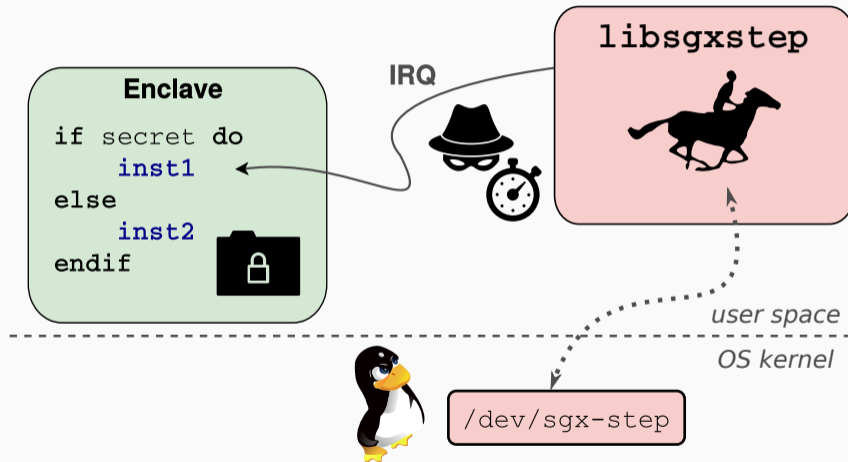 libsgxstep
IRQ
Enclave
if secret do
inst1
else
inst2
endif
user space
OS kernel
/dev/sgx-step